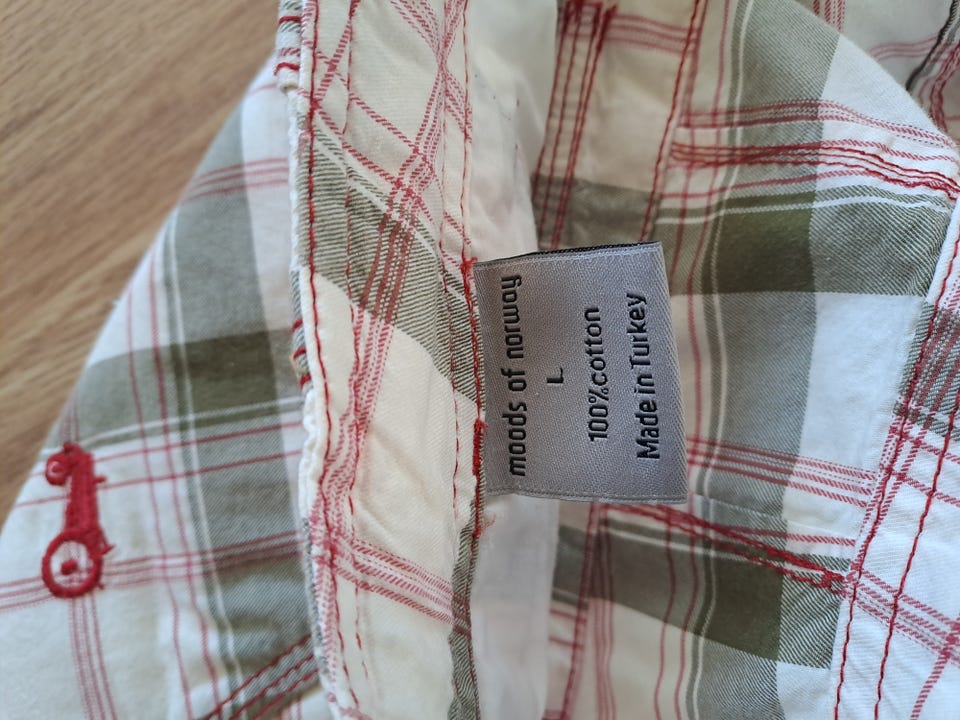 moods of norway
L
100%cotton
Made in Turkey